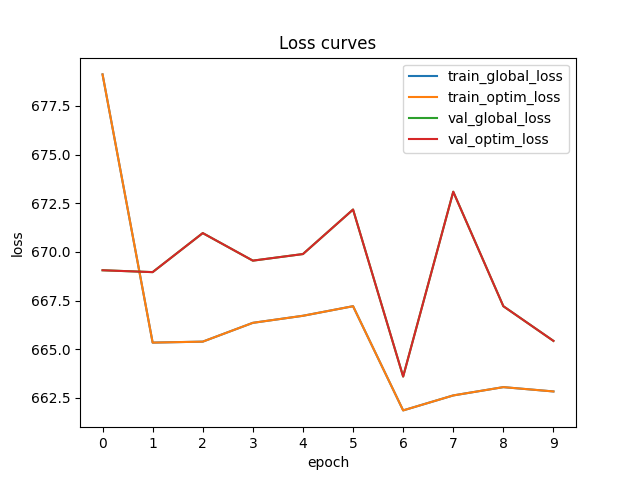 Loss curves
train_global_loss
train_optim_loss
val_global_loss
val_optim_loss
677.5
675.0
672.5
670.0
667.5
665.0
662.5
loss
0 1 2 3 4 5 6 7 8 9
epoch